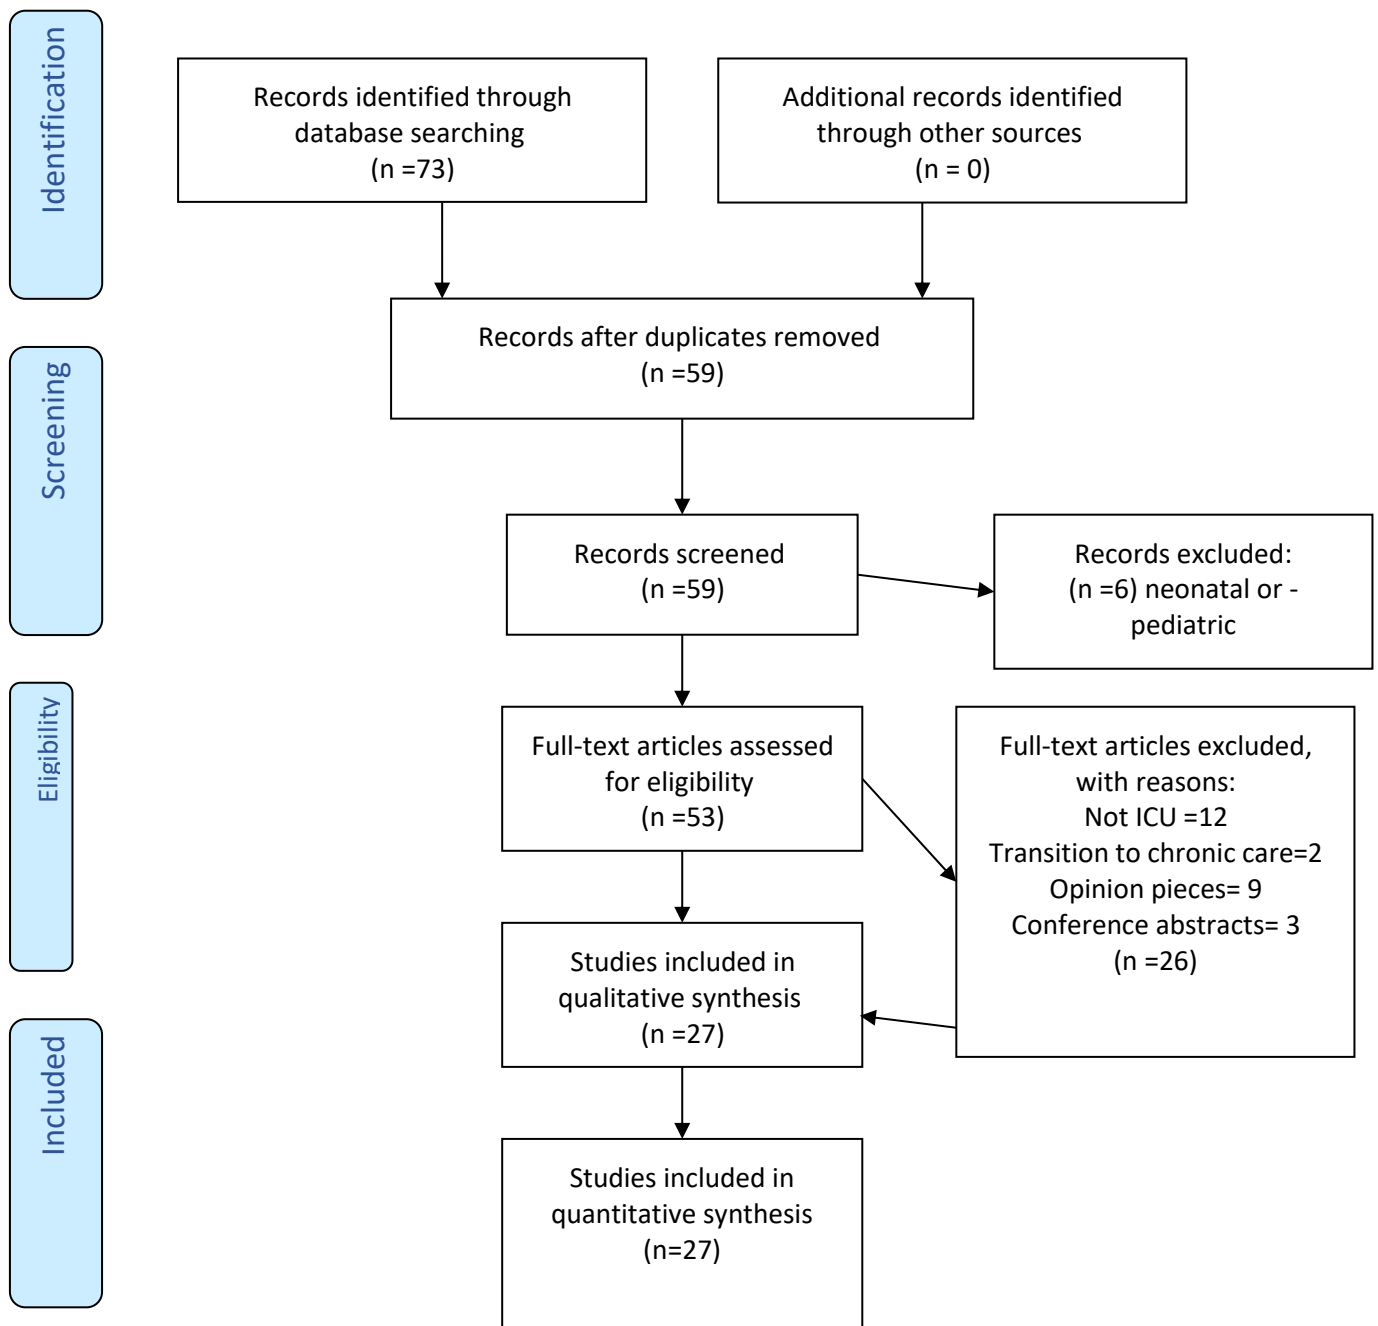 Identification
Records identified through
database searching
(n =73)
Additional records identified
through other sources
(n = 0)
Records after duplicates removed
(n =59)
Screening
Records screened
(n =59)
Records excluded:
(n =6) neonatal or -
pediatric
Eligibility
Full-text articles assessed
for eligibility
(n =53)
Full-text articles excluded,
with reasons:
Not ICU =12
Transition to chronic care=2
Opinion pieces= 9
Conference abstracts= 3
(n =26)
Studies included in
qualitative synthesis
(n =27)
Included
Studies included in
quantitative synthesis
(n=27)